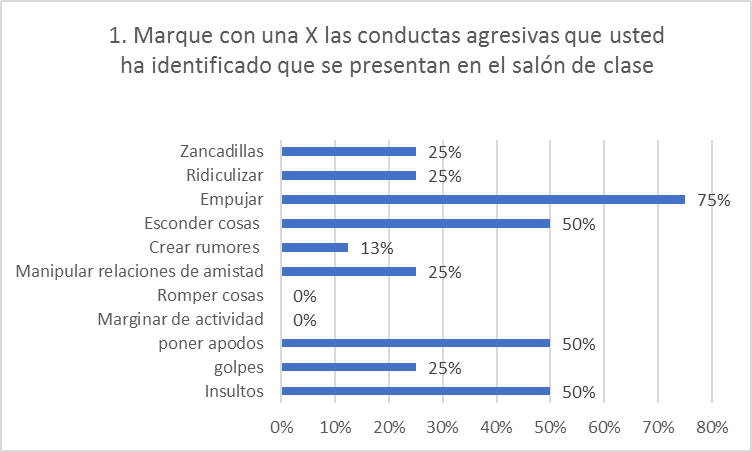 1. Marque con una X las conductas agresivas que usted
ha identificado que se presentan en el salón de clase
Zancadillas 25%
Ridiculizar 25%
Empujar 75%
Esconder cosas 50%
Crear rumores 13%
Manipular relaciones de amistad 25%
Romper cosas 0%
Marginar de actividad 0%
poner apodos 50%
golpes 25%
Insultos 50%
0% 10% 20% 30% 40% 50% 60% 70% 80%